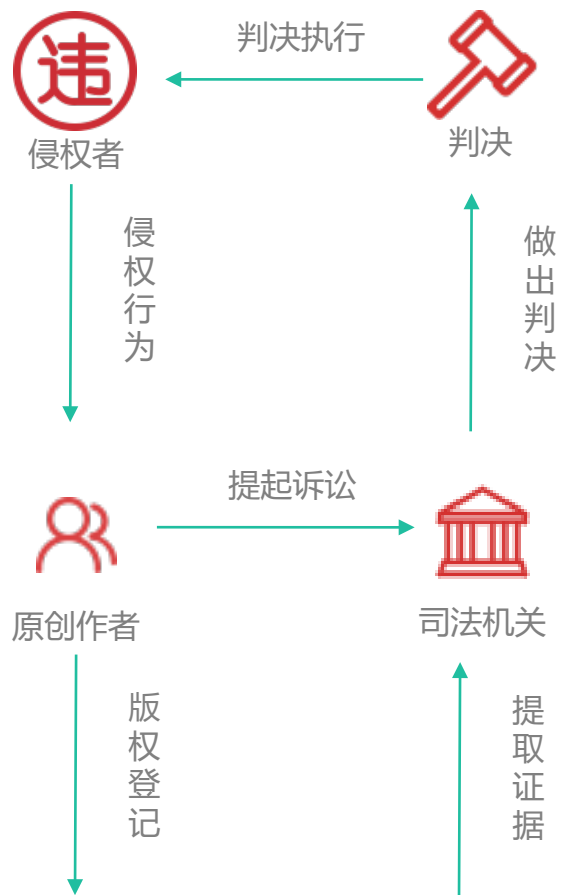 违
判决执行
侵权者
判决
侵权行为
做出判决
提起诉讼
原创作者
司法机关
版权登记
提取证据